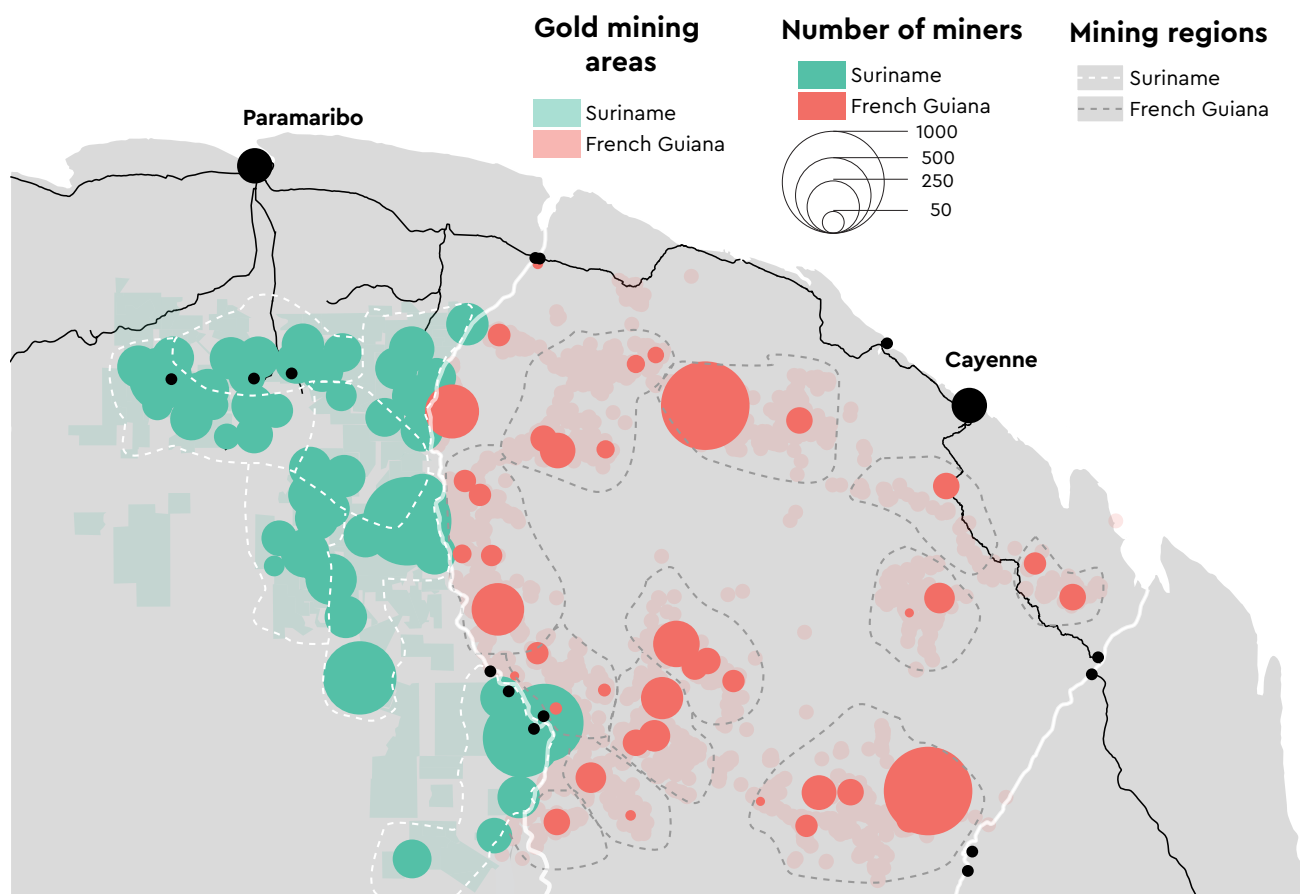 Gold mining
areas
Suriname
French Guiana
Number of miners
Suriname
French Guiana
1000
500
250
50
Mining regions
Suriname
French Guiana
Paramaribo
Cayenne